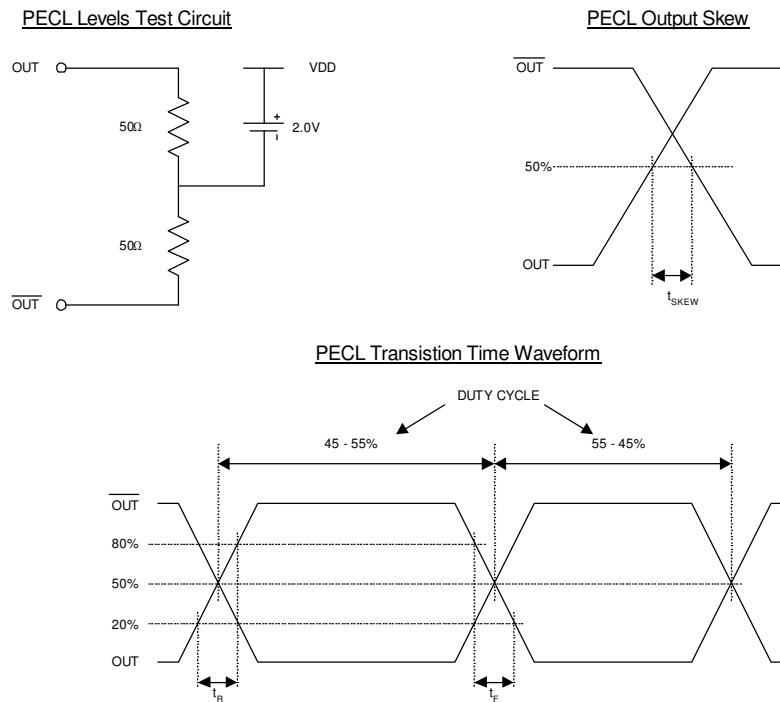 PECL Levels Test Circuit
OUT
VDD
50Ω
+
-
2.0V
50Ω
OUT
PECL Output Skew
OUT
50%
OUT
tSKEW
PECL Transistion Time Waveform
DUTY CYCLE
45 - 55%
55 - 45%
OUT
80%
50%
20%
OUT
tR
tF